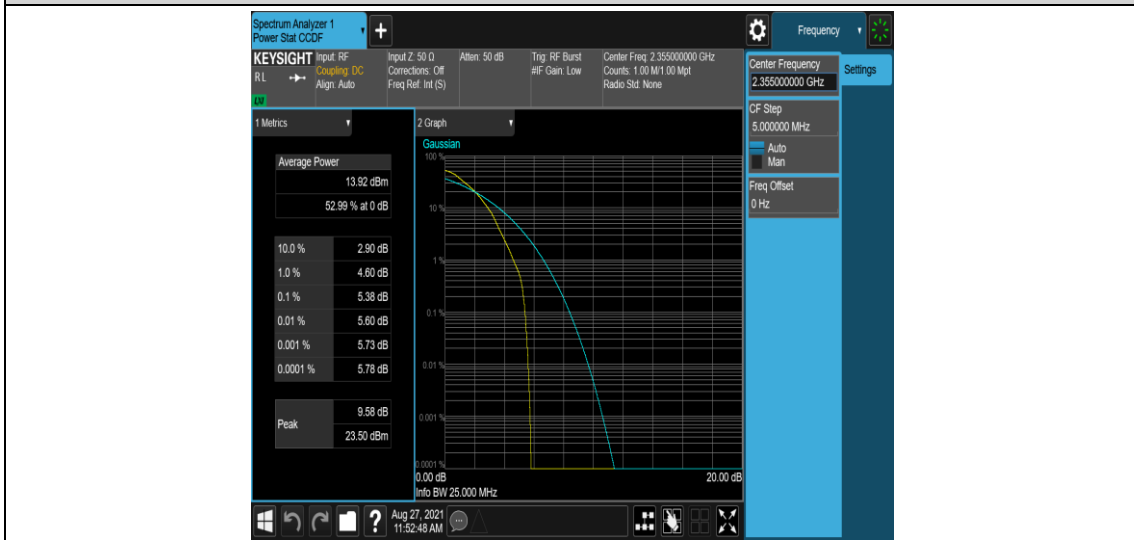 Spectrum Analyzer 1
Power Stat CCDF
+
Frequency
KEYSIGHT
RL
LXI
Input: RF
Coupling: DC
Align: Auto
Input Z: 50 Ω
Corrections: Off
Freq Ref: Int (S)
Atten: 50 dB
Trig: RF Burst
#IF Gain: Low
Center Freq: 2.355000000 GHz
Counts: 1.00 M/1.00 Mpt
Radio Std: None
Center Frequency
2.355000000 GHz
Settings
CF Step
5.000000 MHz
Auto
Man
Freq Offset
0 Hz
1 Metrics
Average Power
13.92 dBm
52.99 % at 0 dB
10.0 % 2.90 dB
1.0 % 4.60 dB
0.1 % 5.38 dB
0.01 % 5.60 dB
0.001 % 5.73 dB
0.0001 % 5.78 dB
Peak
9.58 dB
23.50 dBm
2 Graph
Gaussian
100 %
10 %
1 %
0.1 %
0.01 %
0.001 %
0.0001 %
0.00 dB
20.00 dB
Info BW 25.000 MHz
?
Aug 27, 2021
11:52:48 AM